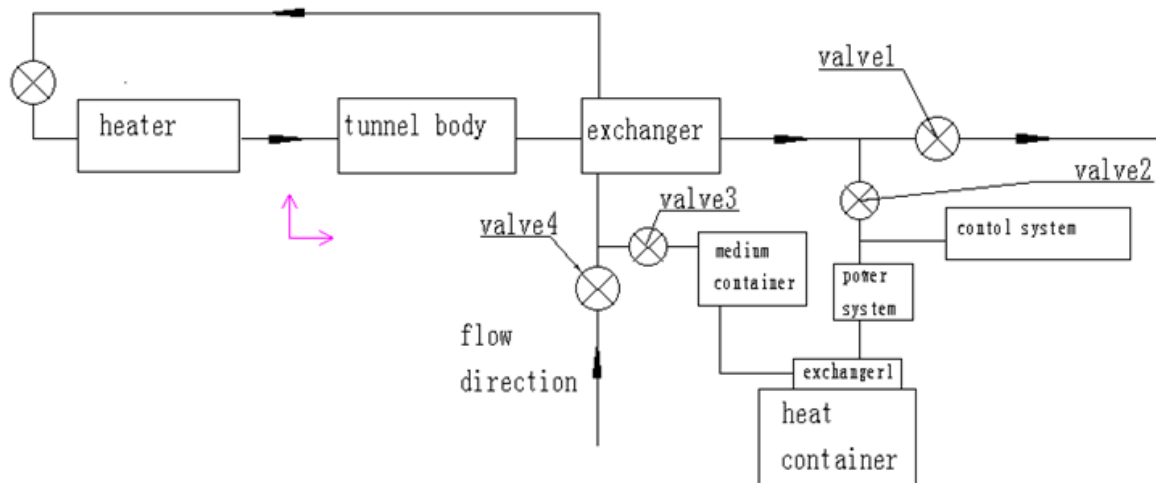 valve1
heater
tunnel body
exchanger
valve2
valve3
valve4
contol system
medium
container
power
system
flow
direction
exchanger1
heat
container